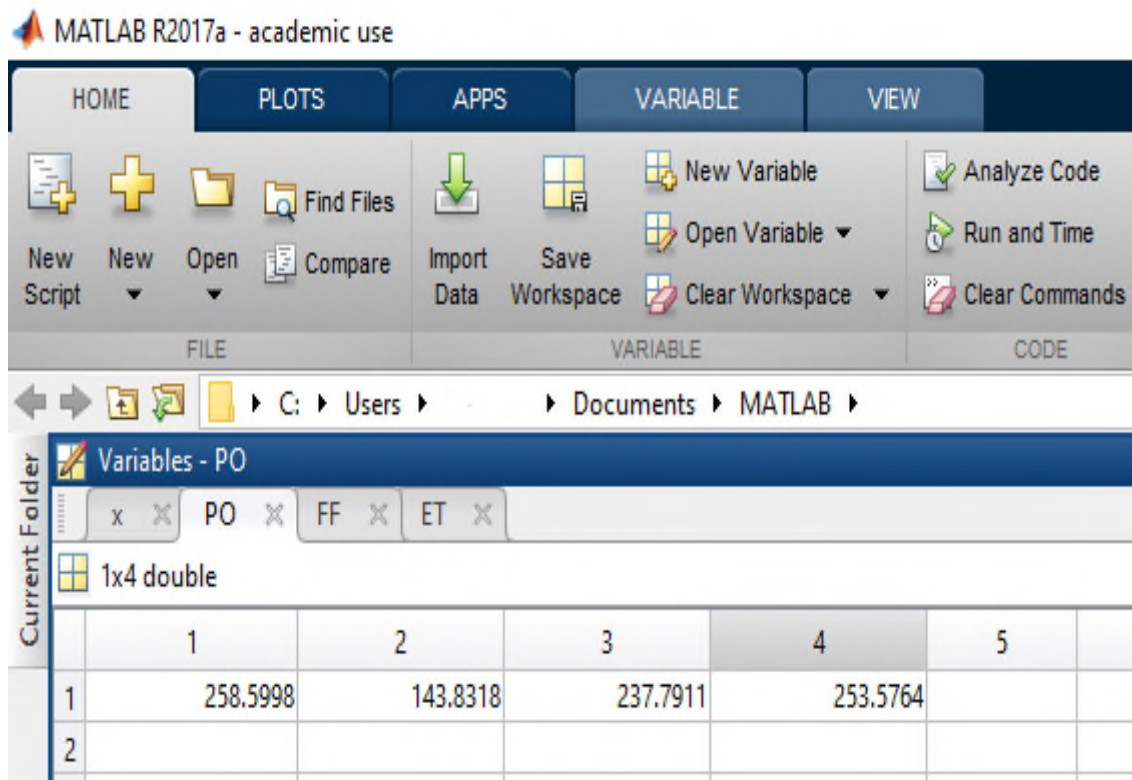 MATLAB R2017a - academic use
HOME PLOTS APPS VARIABLE VIEW
New Script
New
Open
Find Files
Compare
Import Data
Save Workspace
New Variable
Open Variable
Clear Workspace
Analyze Code
Run and Time
Clear Commands
FILE VARIABLE CODE
C: Users Documents MATLAB
Current Folder
Variables - PO
x PO FF ET
1x4 double
1 2 3 4 5
1 258.5998 143.8318 237.7911 253.5764
2